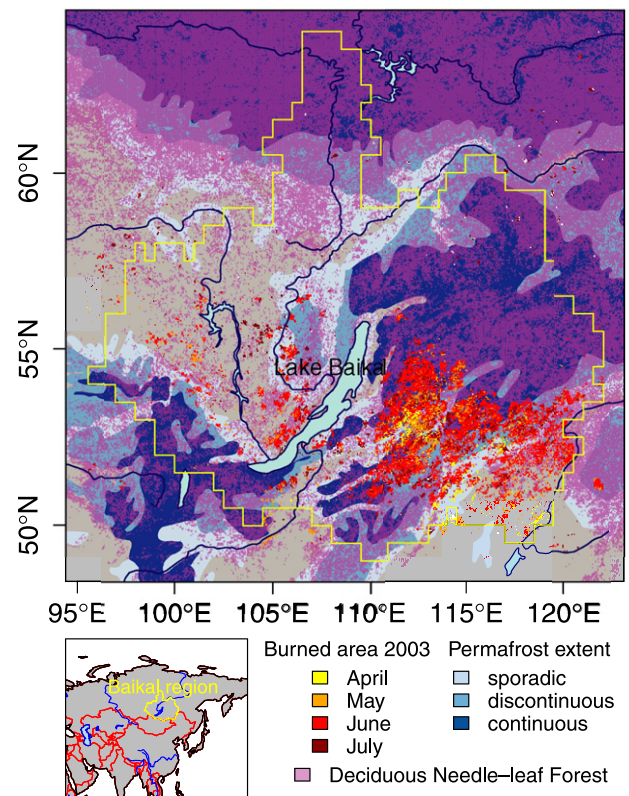 60°N
Lake Baikal
55°N
50°N
95°E 100°E 105°E 110°E 115°E 120°E
Baikal region
Burned area 2003
April
May
June
July
Permafrost extent
sporadic
discontinuous
continuous
Deciduous Needle–leaf Forest